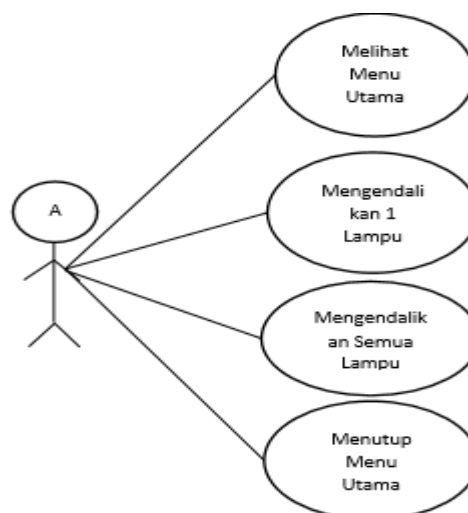 Melihat
Menu
Utama
A
Mengendali
kan 1
Lampu
Mengendalik
an Semua
Lampu
Menutup
Menu
Utama